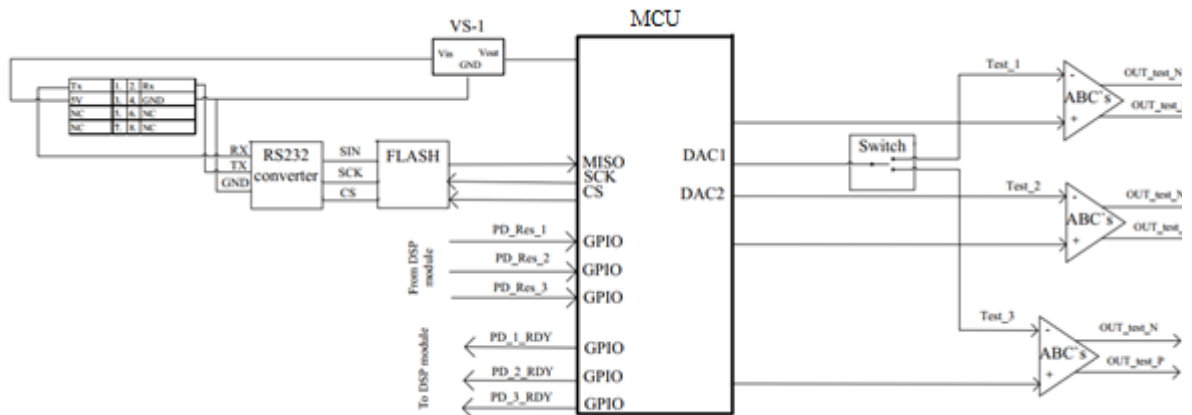 MCU
VS-1
Vin Vout
GND
Tx 1. 2. Rx
5V 3. 4. GND
NC 5. 6. NC
NC 7. 8. NC
RX
TX
GND
RS232
converter
SIN
SCK
CS
FLASH
MISO
SCK
CS
PD_Res_1
GPIO
PD_Res_2
GPIO
PD_Res_3
GPIO
From DSP
module
PD_1_RDY
GPIO
PD_2_RDY
GPIO
PD_3_RDY
GPIO
To DSP module
DAC1
DAC2
Switch
Test_1
-
ABC`s
+
OUT_test_N
OUT_test_
Test_2
-
ABC`s
+
OUT_test_N
OUT_test_
Test_3
-
ABC`s
+
OUT_test_N
OUT_test_P